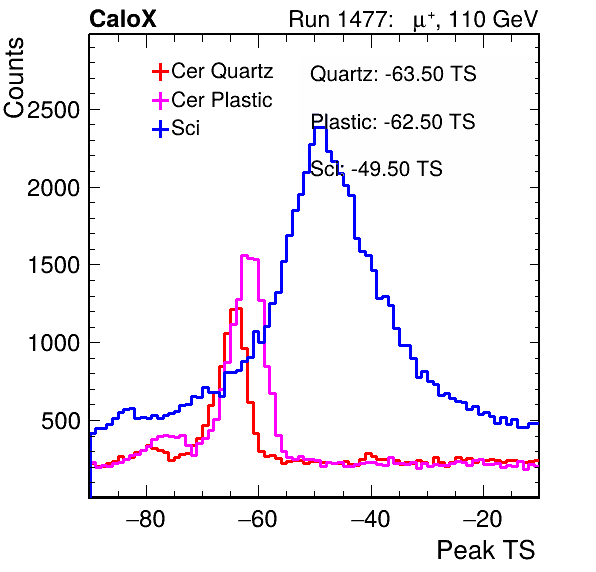 CaloX Run 1477: μ⁺, 110 GeV
Counts
Cer Quartz
Cer Plastic
Sci
Quartz: -63.50 TS
Plastic: -62.50 TS
Sci: -49.50 TS
2500
2000
1500
1000
500
−80 −60 −40 −20
Peak TS